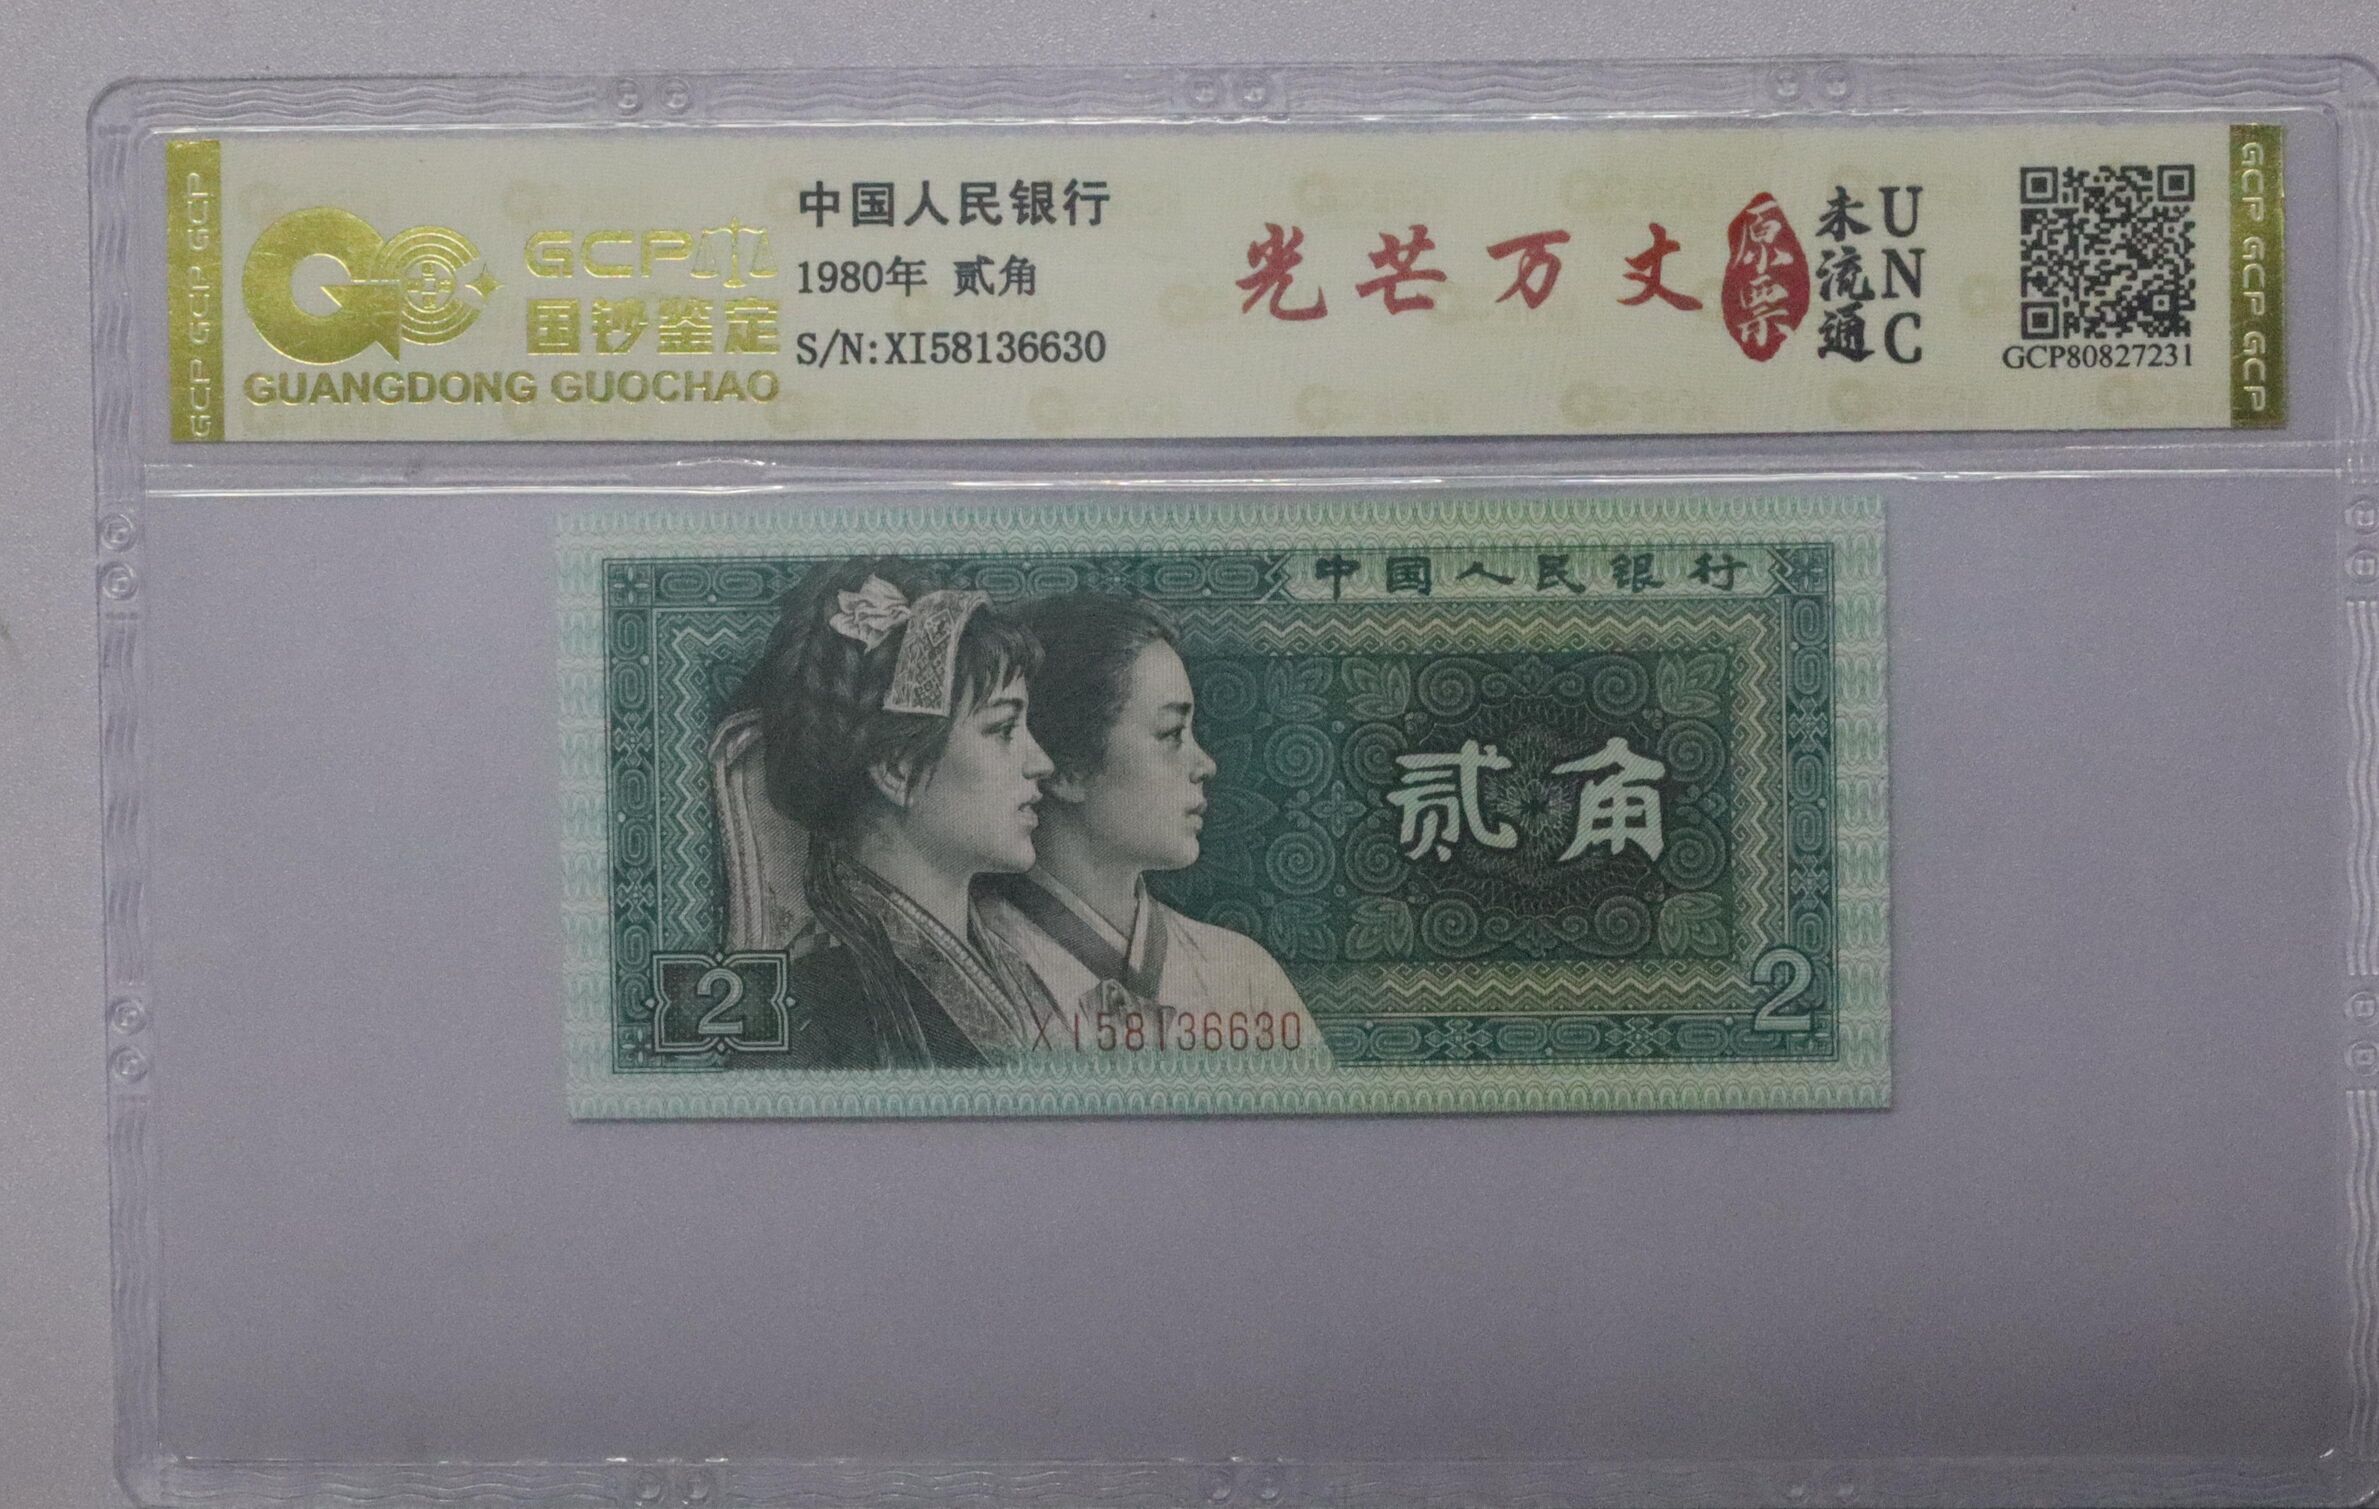 GCP GCP GCP
GCP
国钞鉴定
GUANGDONG GUOCHAO
中国人民银行
1980年 贰角
S/N:XI58136630
光芒万丈
原票
未流通
UNC
GCP80827231
GCP GCP GCP
中国人民银行
贰角
2
XI58136630
2